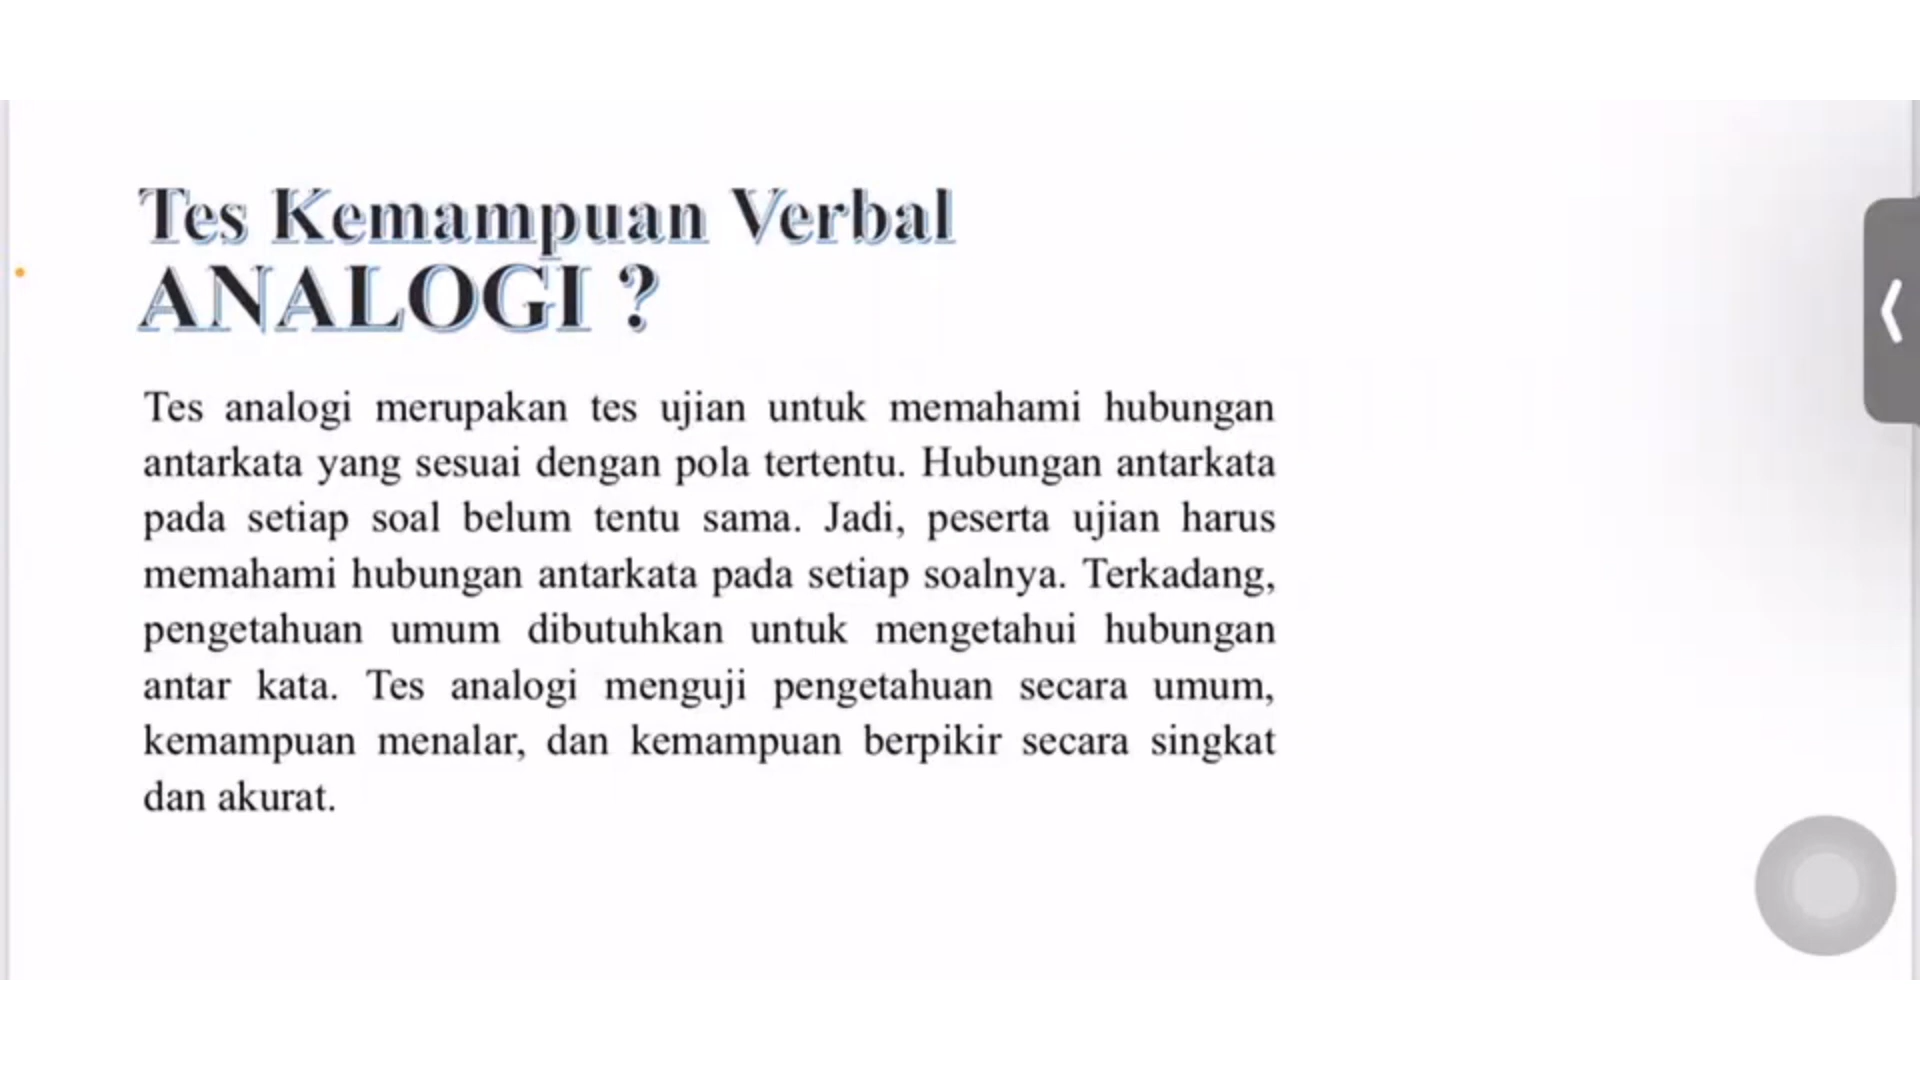 Tes Kemampuan Verbal
ANALOGI ?
Tes analogi merupakan tes ujian untuk memahami hubungan
antarkata yang sesuai dengan pola tertentu. Hubungan antarkata
pada setiap soal belum tentu sama. Jadi, peserta ujian harus
memahami hubungan antarkata pada setiap soalnya. Terkadang,
pengetahuan umum dibutuhkan untuk mengetahui hubungan
antar kata. Tes analogi menguji pengetahuan secara umum,
kemampuan menalar, dan kemampuan berpikir secara singkat
dan akurat.